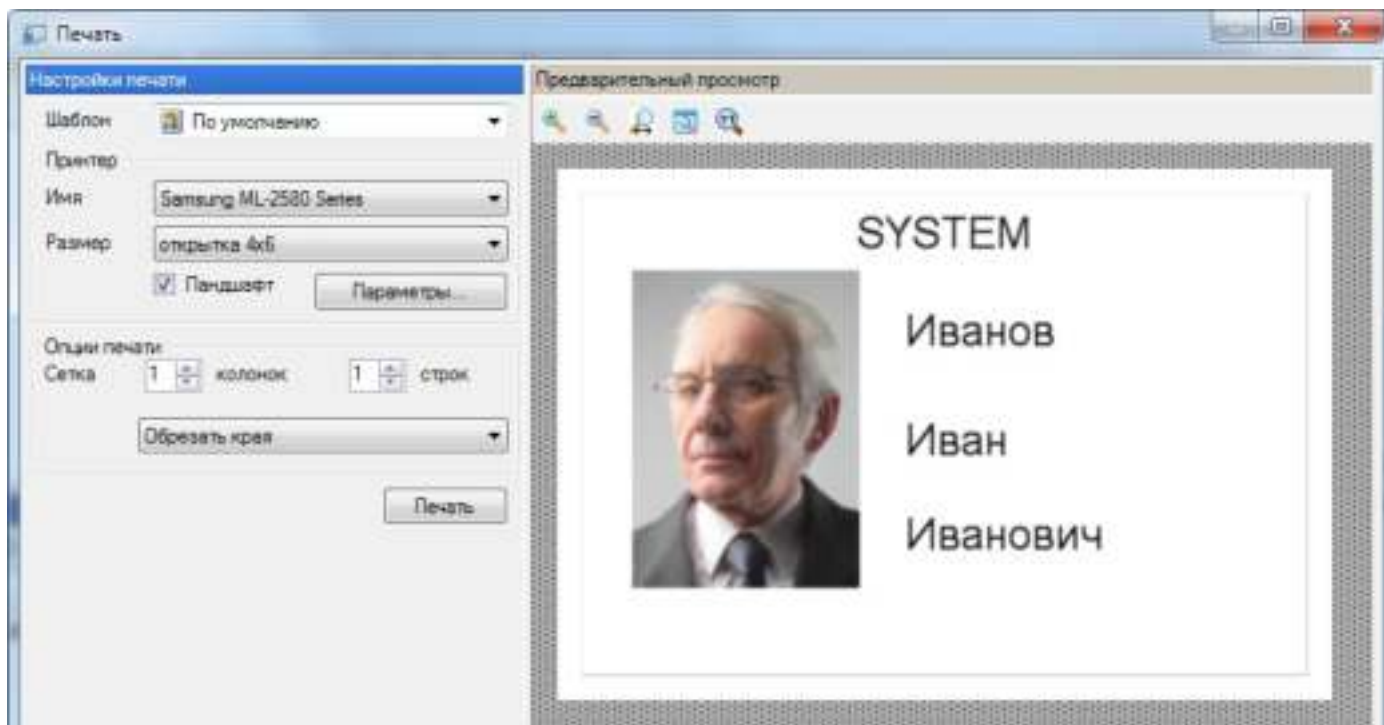 Печать
Настройки печати
Шаблон По умолчанию
Принтер
Имя Samsung ML-2580 Series
Размер открытка 4x6
Ландшафт Параметры...
Опции печати
Сетка 1 колонок 1 строк
Обрезать края
Печать
Предварительный просмотр
SYSTEM
Иванов
Иван
Иванович